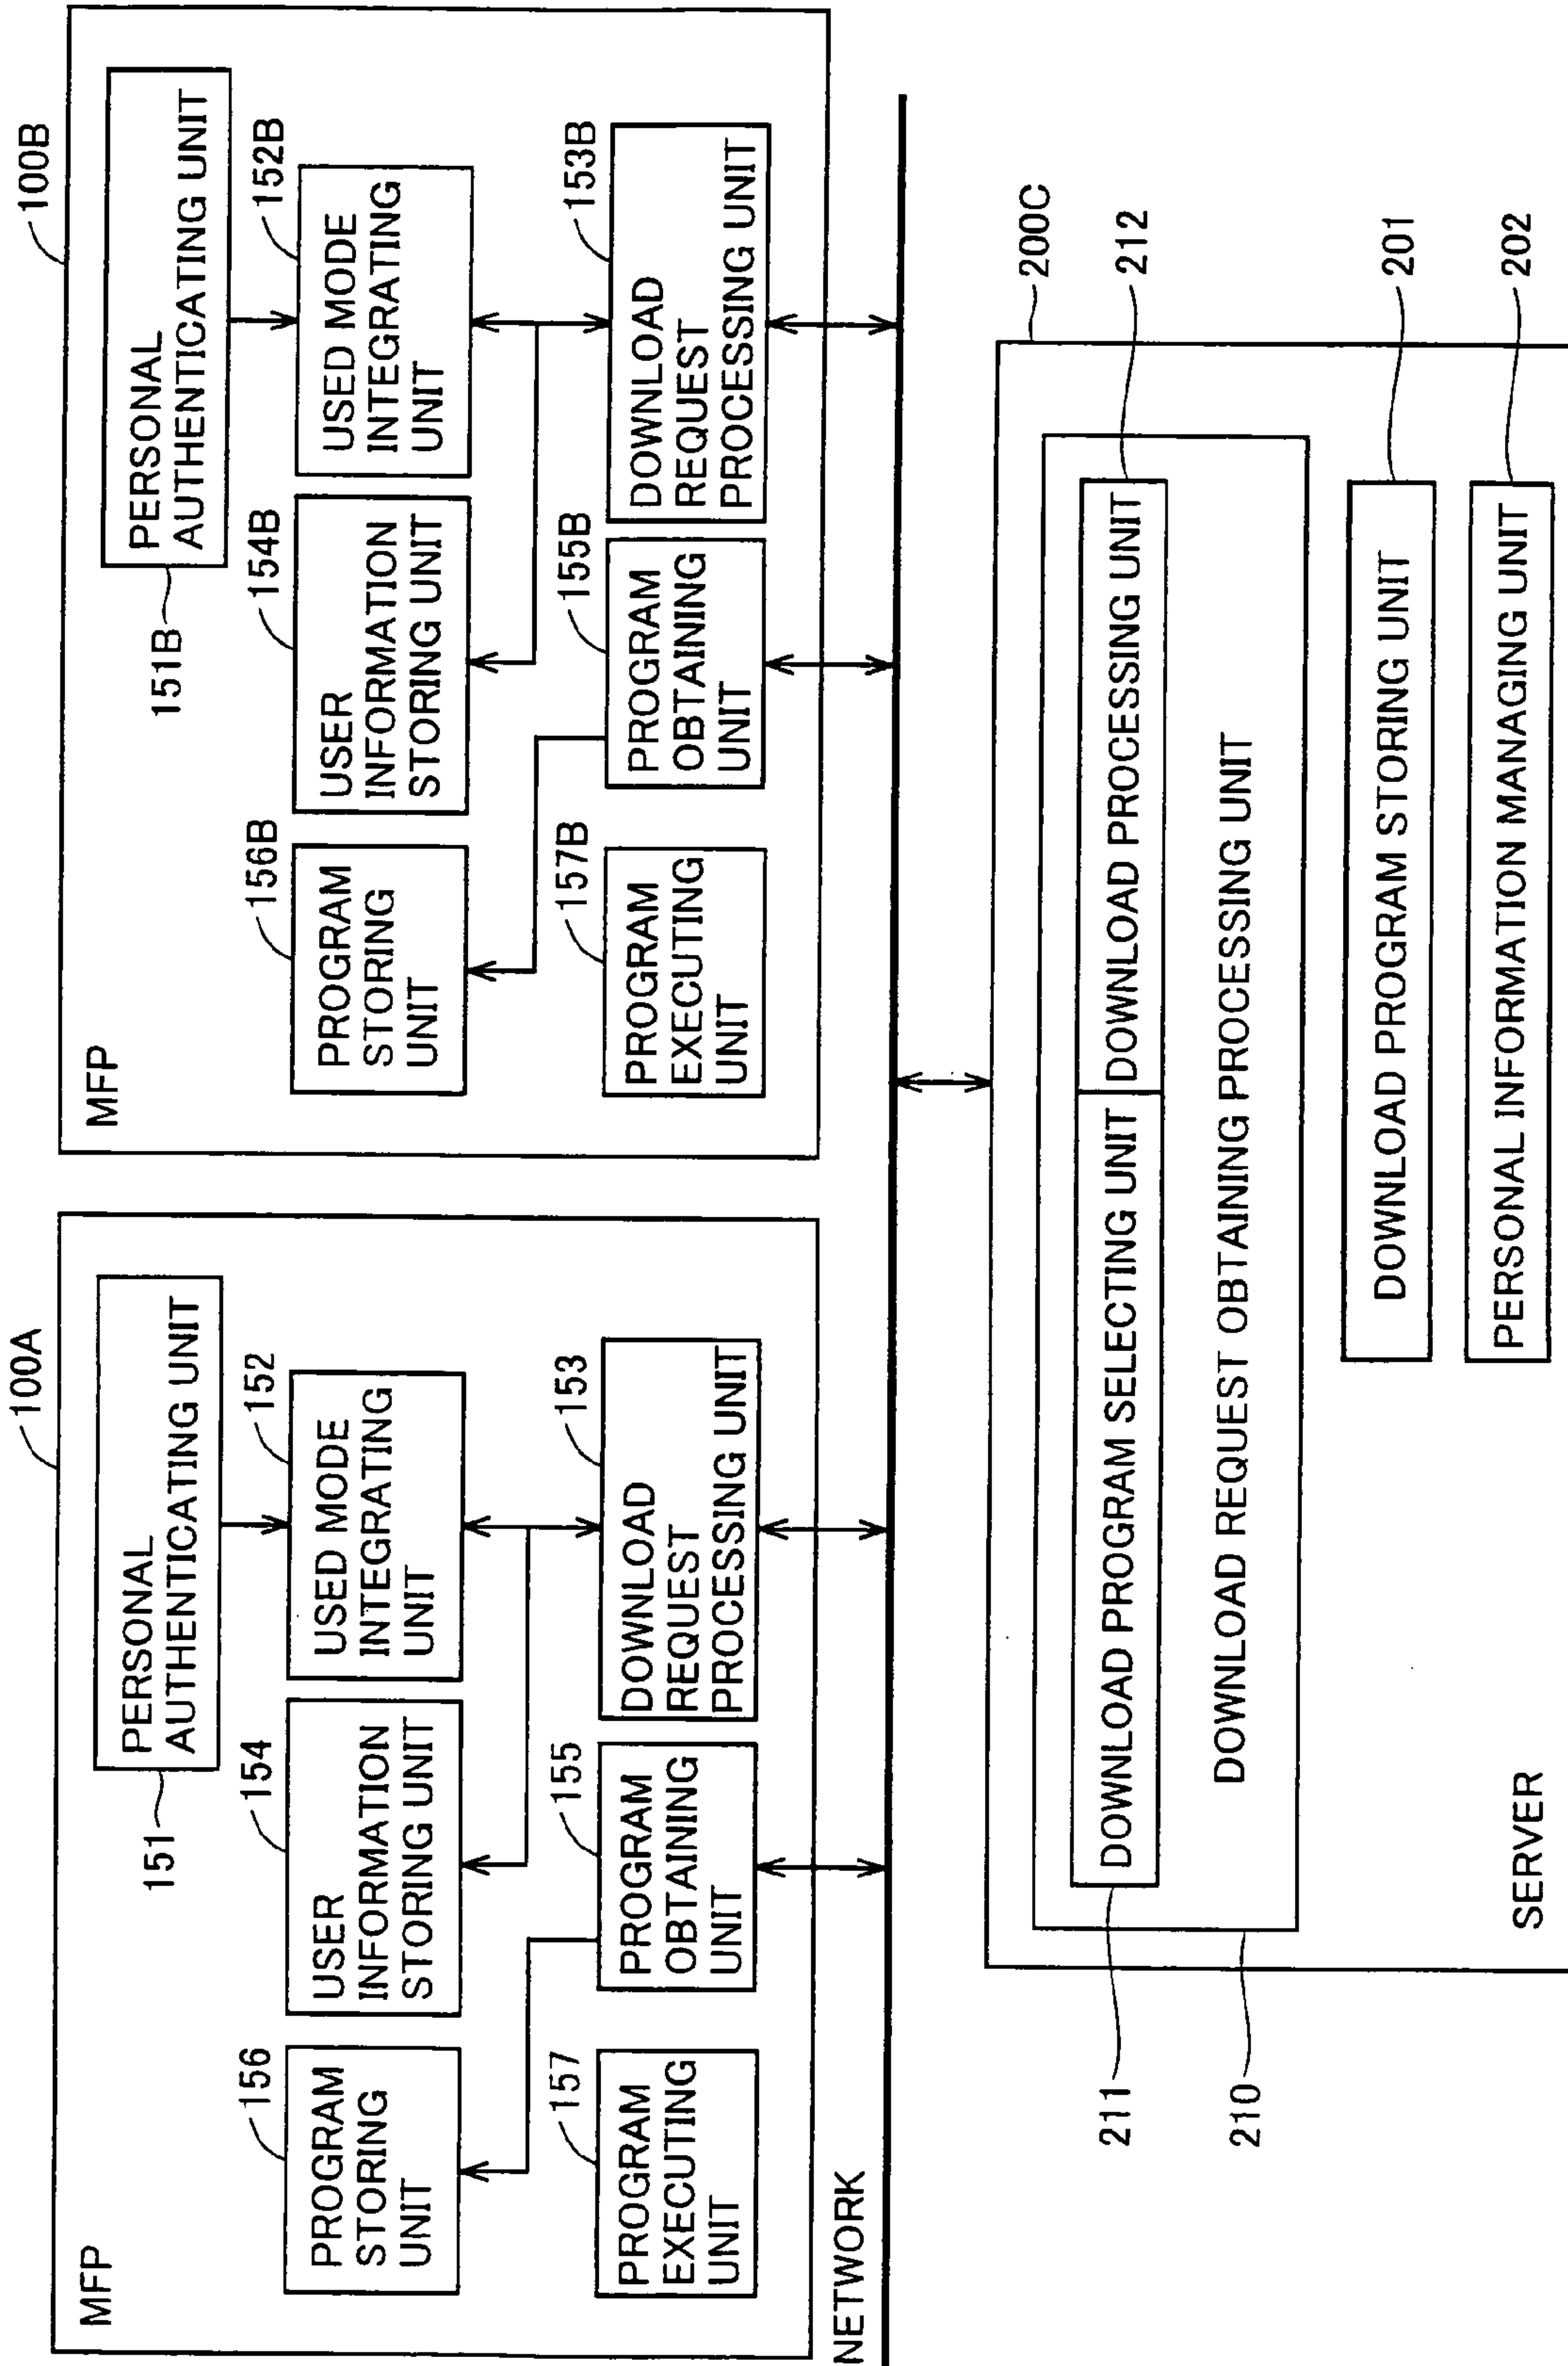 100A
MFP
PERSONAL
AUTHENTICATING UNIT
151
156
PROGRAM
STORING
UNIT
154
USER
INFORMATION
STORING UNIT
152
USED MODE
INTEGRATING
UNIT
157
PROGRAM
EXECUTING
UNIT
155
PROGRAM
OBTAINING
UNIT
153
DOWNLOAD
REQUEST
PROCESSING UNIT
100B
MFP
PERSONAL
AUTHENTICATING UNIT
151B
156B
PROGRAM
STORING
UNIT
154B
USER
INFORMATION
STORING UNIT
152B
USED MODE
INTEGRATING
UNIT
157B
PROGRAM
EXECUTING
UNIT
155B
PROGRAM
OBTAINING
UNIT
153B
DOWNLOAD
REQUEST
PROCESSING UNIT
NETWORK
200C
211
DOWNLOAD PROGRAM SELECTING UNIT
DOWNLOAD PROCESSING UNIT
212
210
DOWNLOAD REQUEST OBTAINING PROCESSING UNIT
DOWNLOAD PROGRAM STORING UNIT
201
PERSONAL INFORMATION MANAGING UNIT
202
SERVER